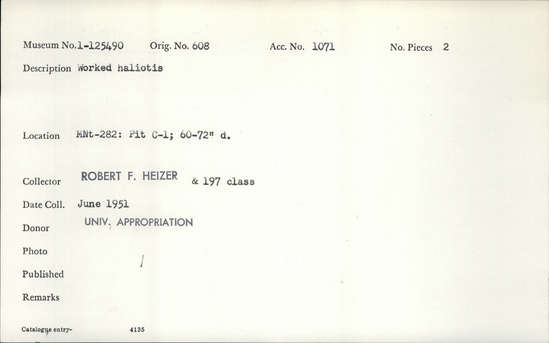 Museum No. 1-125490 Orig. No. 608 Acc. No. 1071 No. Pieces 2
Description Worked haliotis
Location MNt-282: Pit C-1; 60-72" d.
Collector ROBERT F. HEIZER & 197 class
Date Coll. June 1951
Donor UNIV. APPROPRIATION
Photo
Published
Remarks
Catalogue entry- 4135